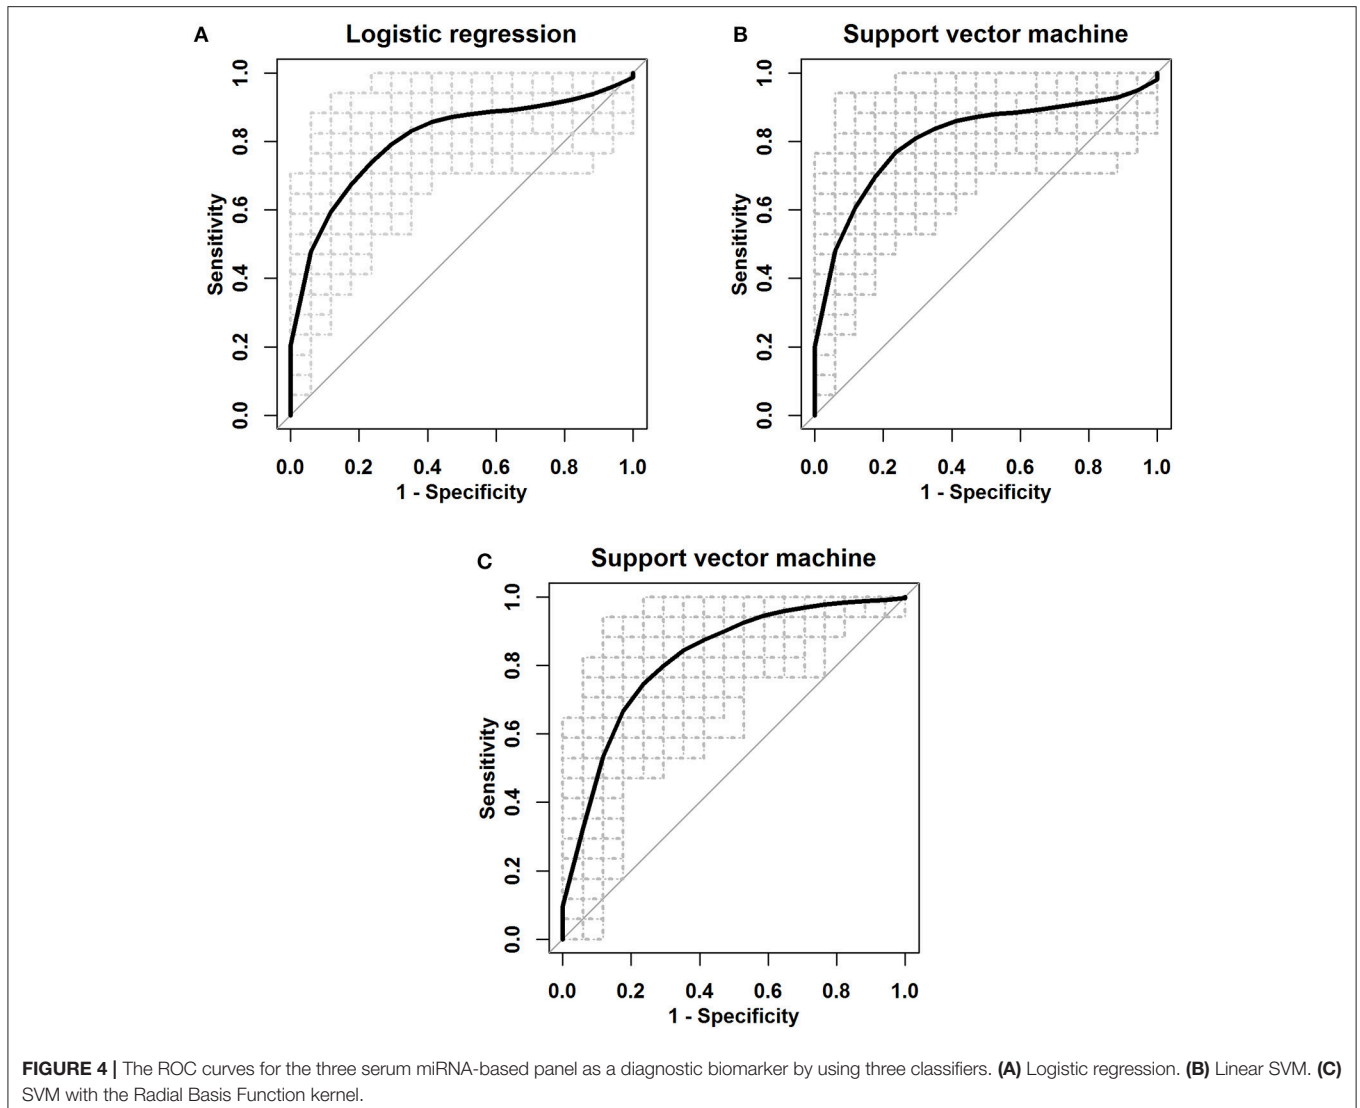 A
Logistic regression
1.0
0.8
0.6
0.4
0.2
0.0
Sensitivity
0.0 0.2 0.4 0.6 0.8 1.0
1 - Specificity
B
Support vector machine
1.0
0.8
0.6
0.4
0.2
0.0
Sensitivity
0.0 0.2 0.4 0.6 0.8 1.0
1 - Specificity
C
Support vector machine
1.0
0.8
0.6
0.4
0.2
0.0
Sensitivity
0.0 0.2 0.4 0.6 0.8 1.0
1 - Specificity
FIGURE 4 | The ROC curves for the three serum miRNA-based panel as a diagnostic biomarker by using three classifiers. (A) Logistic regression. (B) Linear SVM. (C)
SVM with the Radial Basis Function kernel.